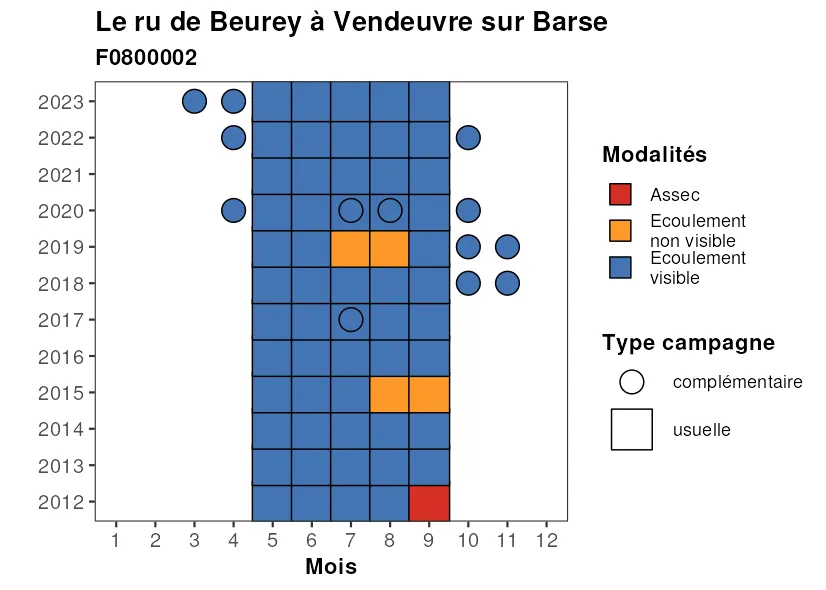 Le ru de Beurey à Vendeuvre sur Barse
F0800002
2023
2022
2021
2020
2019
2018
2017
2016
2015
2014
2013
2012
1 2 3 4 5 6 7 8 9 10 11 12
Mois
Modalités
Assec
Ecoulement
non visible
Ecoulement
visible
Type campagne
complémentaire
usuelle